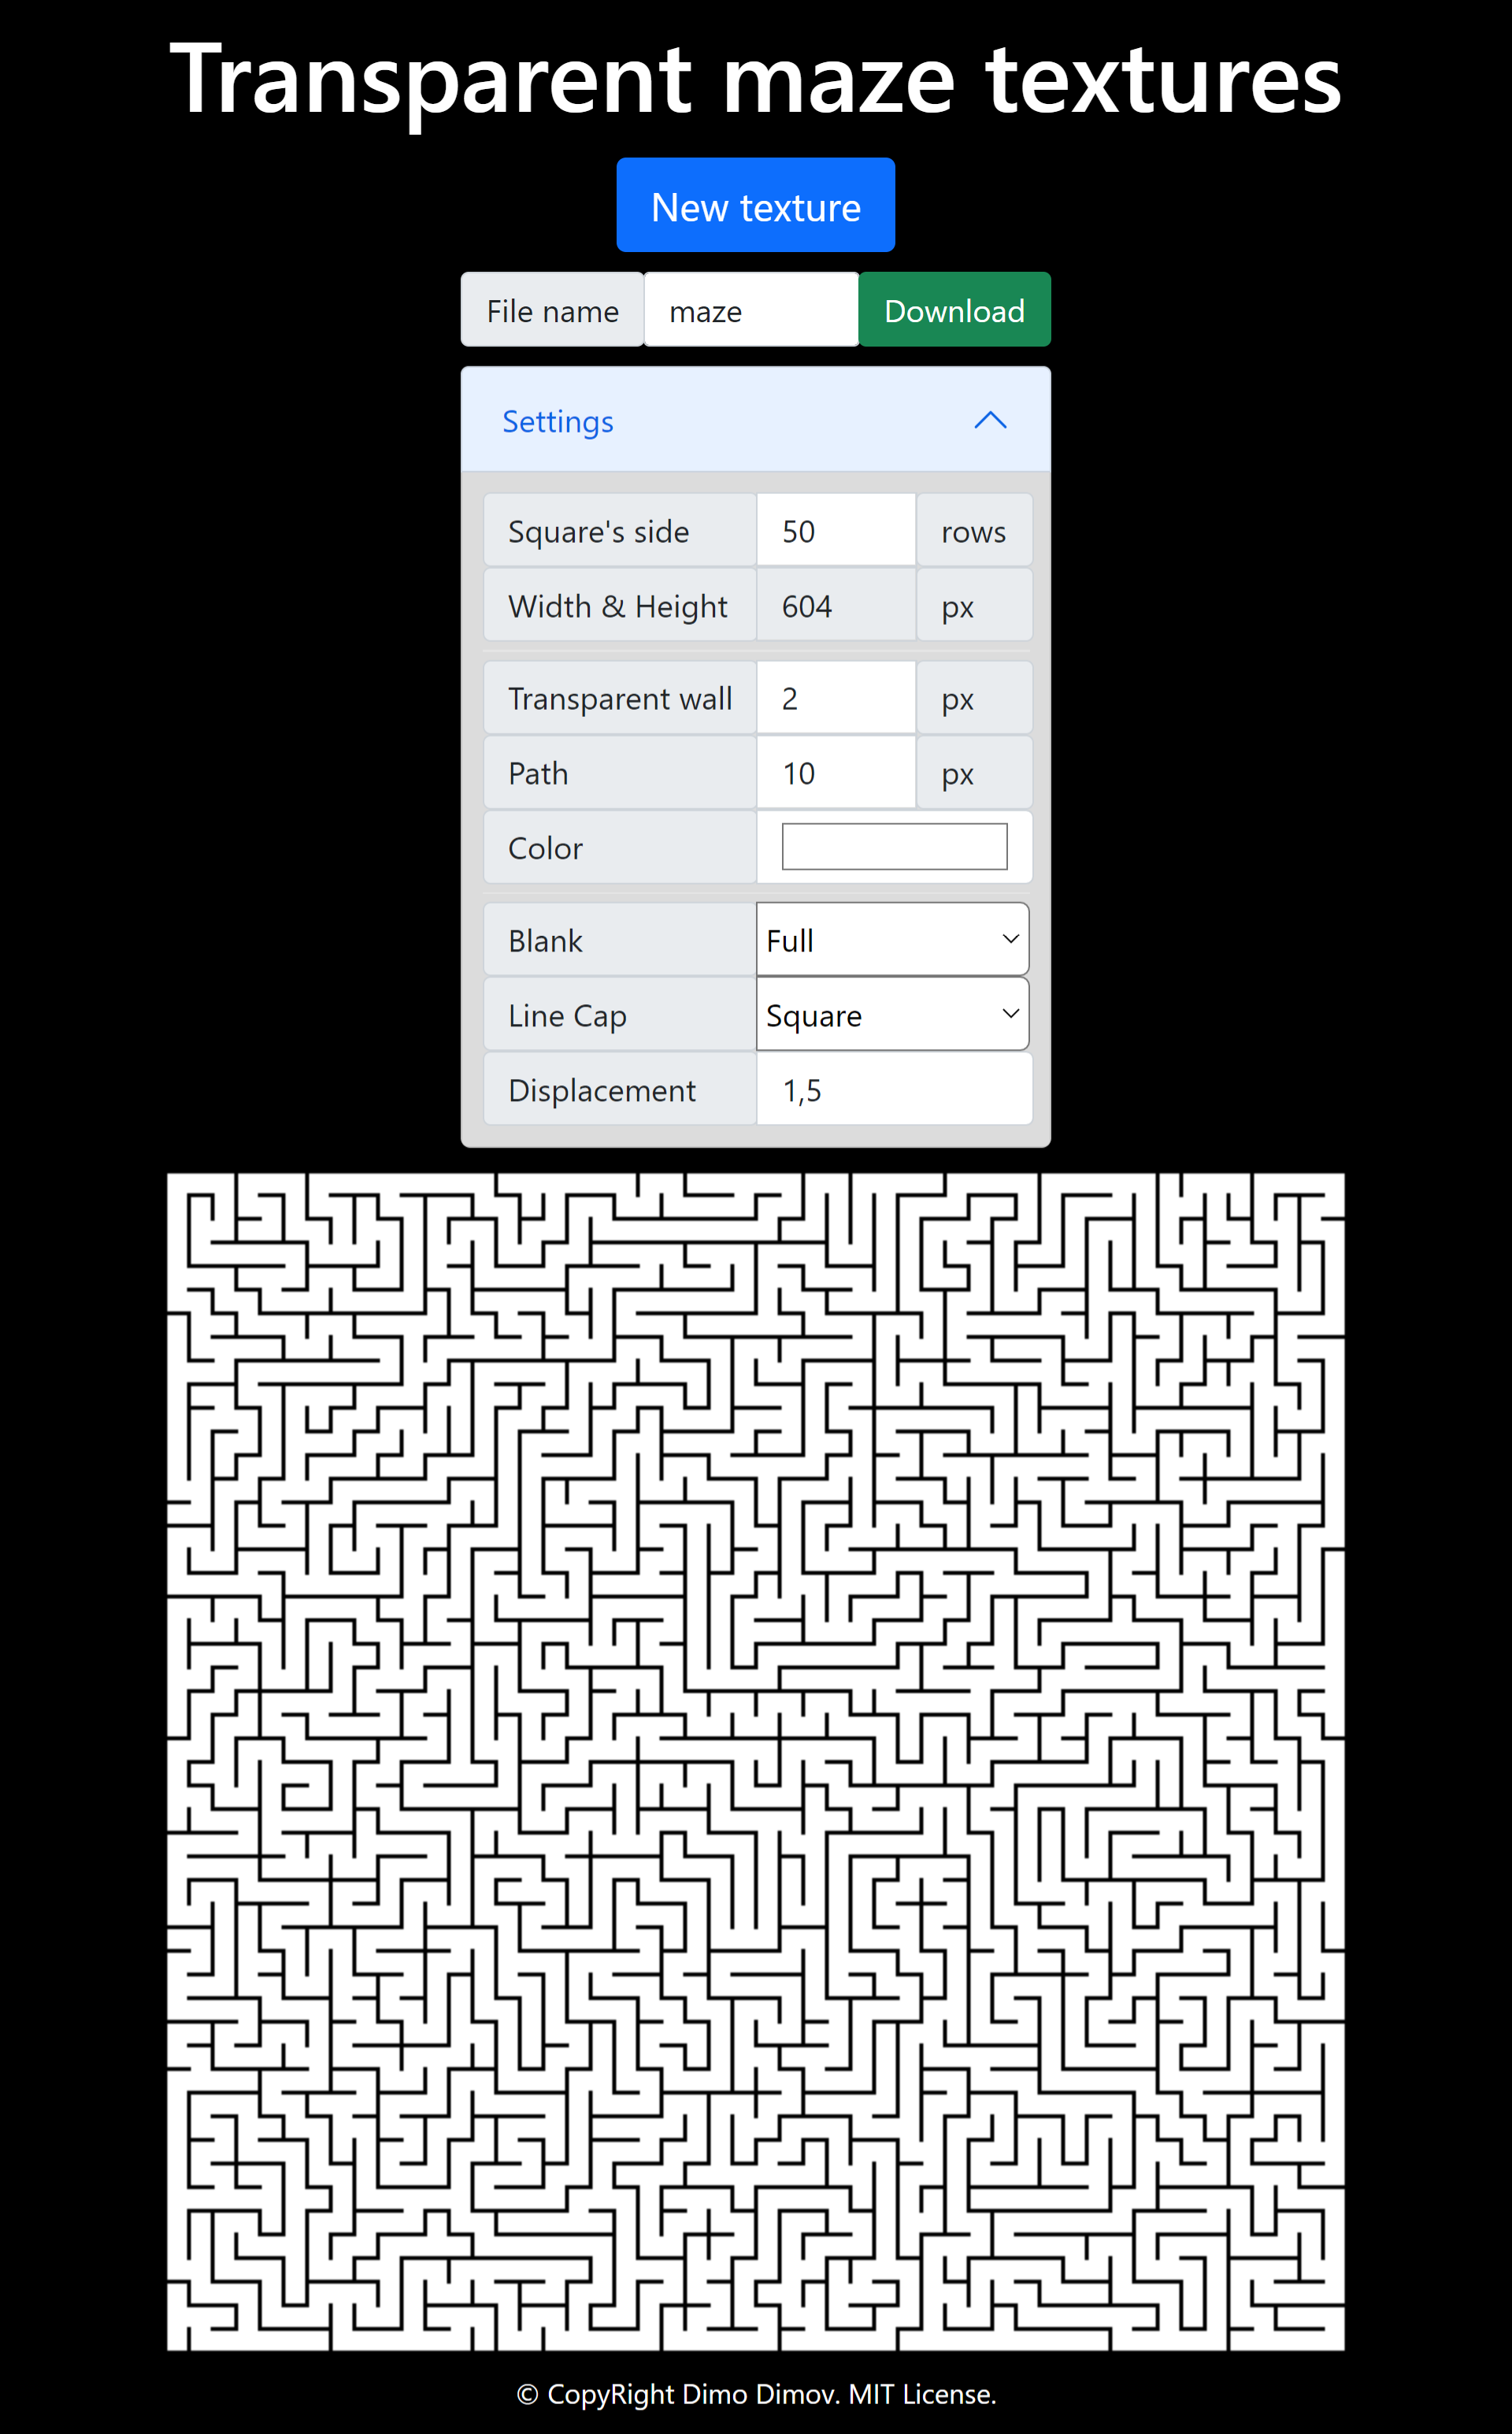 Transparent maze textures
New texture
File name maze Download
Settings
Square's side 50 rows
Width & Height 604 px
Transparent wall 2 px
Path 10 px
Color
Blank Full
Line Cap Square
Displacement 1,5
© CopyRight Dimo Dimov. MIT License.